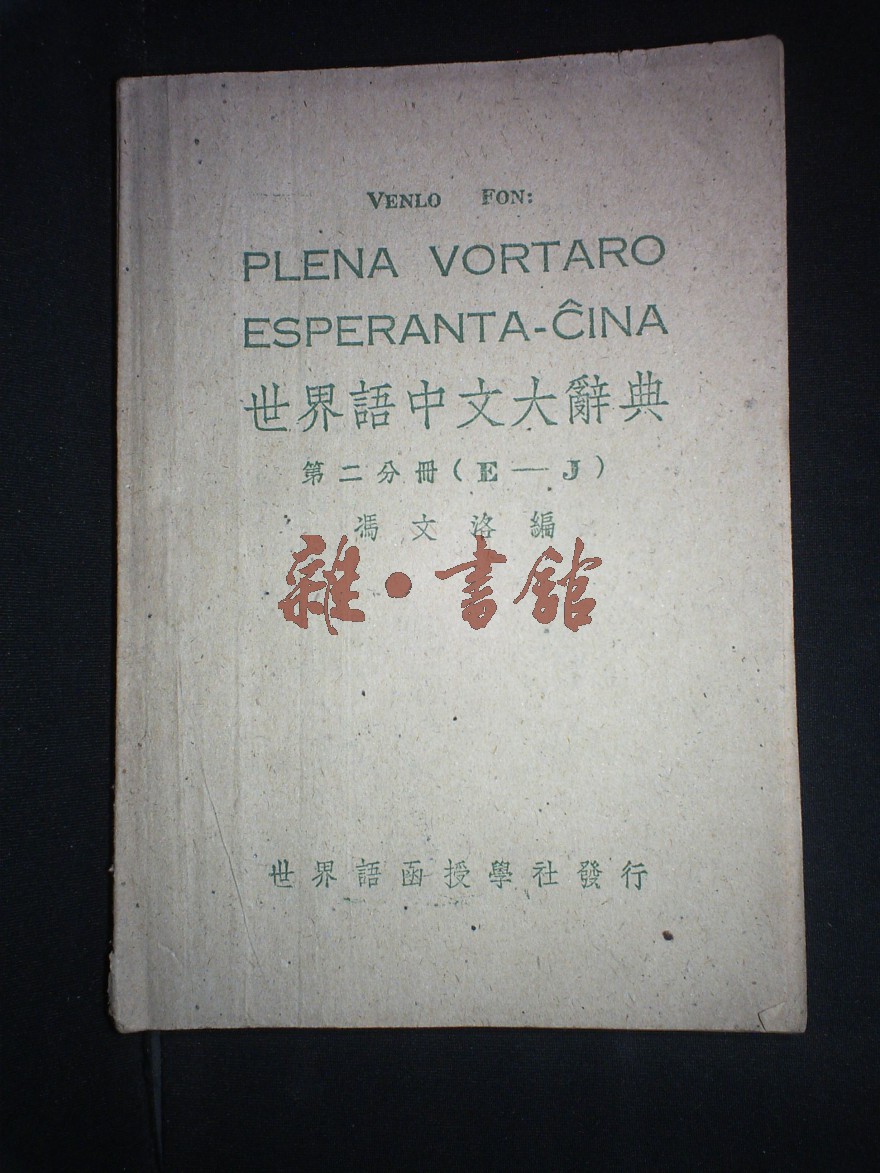 VENLO FON:
PLENA VORTARO
ESPERANTA-ĈINA
世界語中文大辭典
第二分冊（E—J）
馮文洛編
雜·書館
世界語函授學社發行